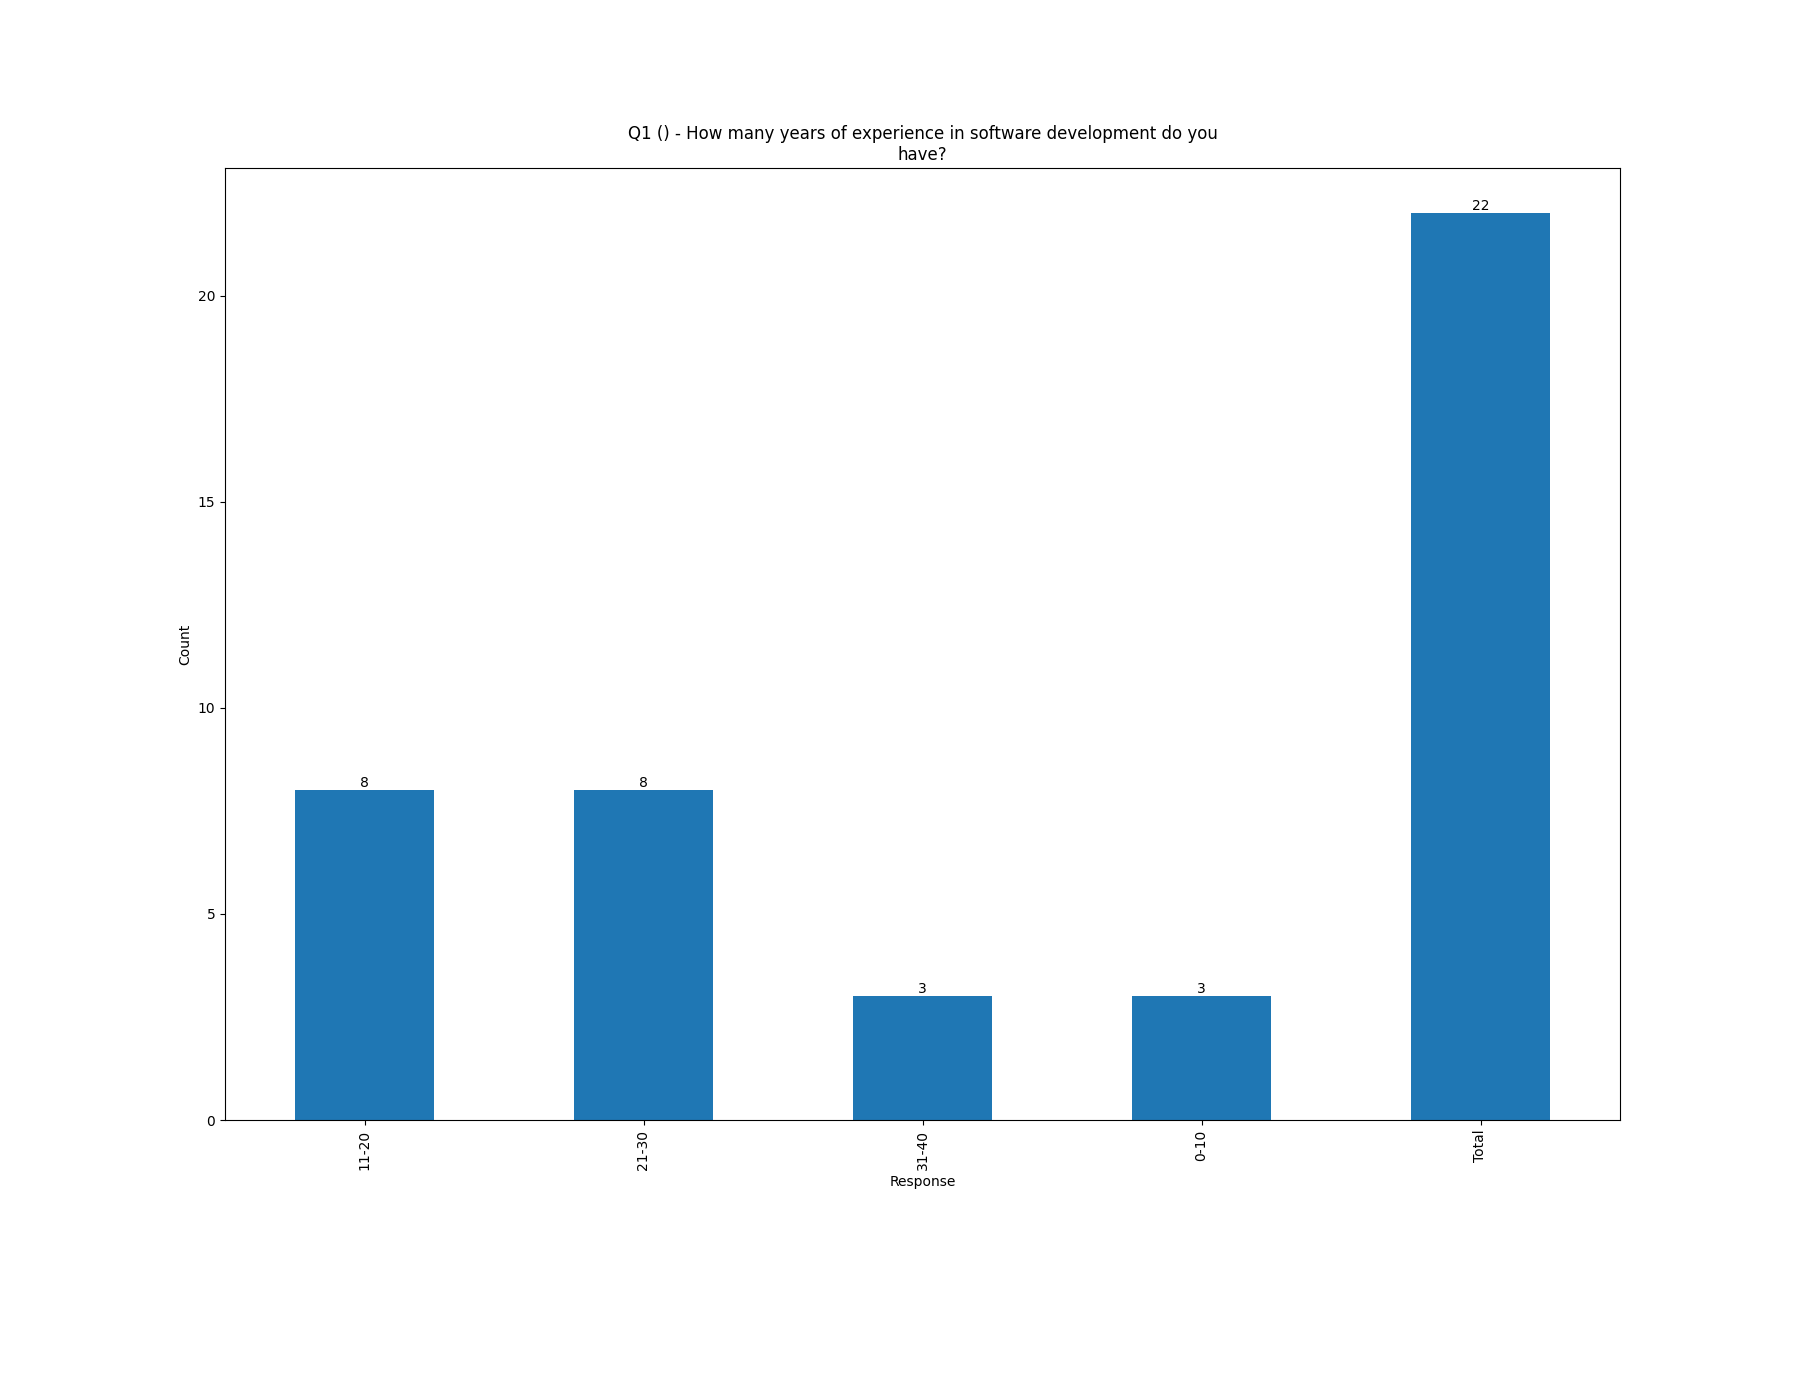 Q1 () - How many years of experience in software development do you
have?
22
20
15
10
5
0
Count
8
8
3
3
11-20
21-30
31-40
0-10
Total
Response